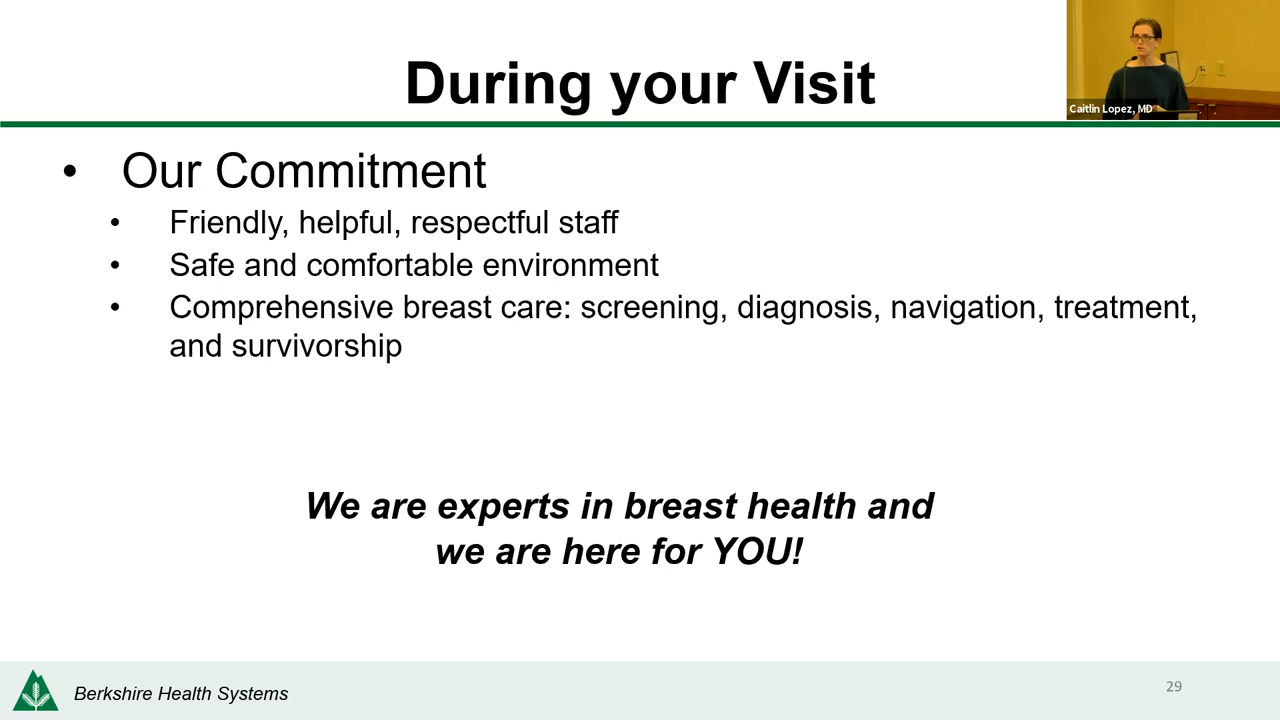 During your Visit
Caitlin Lopez, MD
• Our Commitment
• Friendly, helpful, respectful staff
• Safe and comfortable environment
• Comprehensive breast care: screening, diagnosis, navigation, treatment,
and survivorship
We are experts in breast health and
we are here for YOU!
Berkshire Health Systems
29